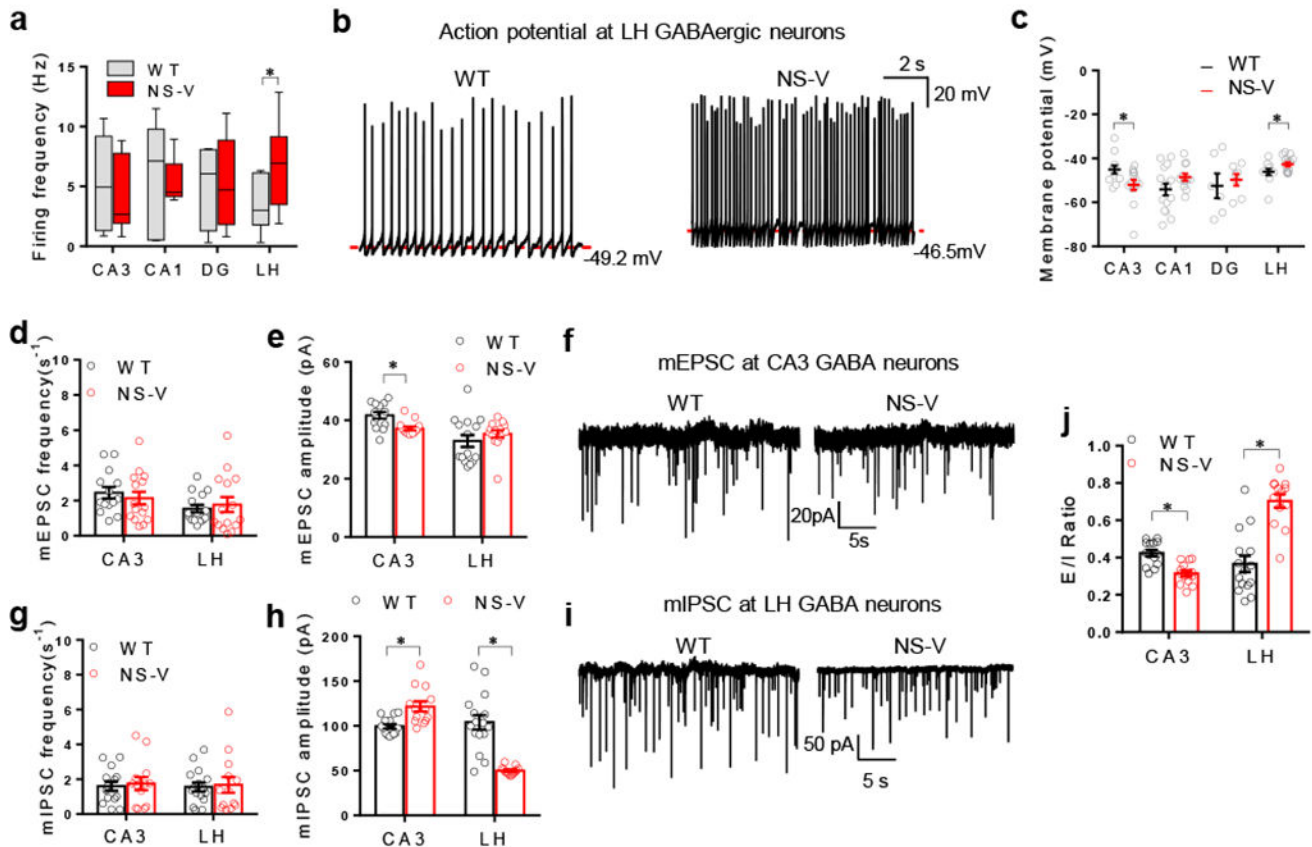 a
WT
NS-V
*
Firing frequency (Hz)
15
10
5
0
CA3 CA1 DG LH
b
Action potential at LH GABAergic neurons
WT
NS-V
2 s
20 mV
-49.2 mV
-46.5mV
c
WT
NS-V
Membrane potential (mV)
0
-20
-40
-60
-80
* *
CA3 CA1 DG LH
d
WT
NS-V
mEPSC frequency(s⁻¹)
10
8
6
4
2
0
CA3 LH
e
WT
NS-V
mEPSC amplitude (pA)
60
40
20
0
*
CA3 LH
f
mEPSC at CA3 GABA neurons
WT
NS-V
20pA
5s
g
WT
NS-V
mIPSC frequency(s⁻¹)
10
8
6
4
2
0
CA3 LH
h
WT NS-V
mIPSC amplitude (pA)
200
150
100
50
0
* *
CA3 LH
i
mIPSC at LH GABA neurons
WT
NS-V
50 pA
5 s
j
WT
NS-V
E/I Ratio
1.0
0.8
0.6
0.4
0.2
0.0
* *
CA3 LH